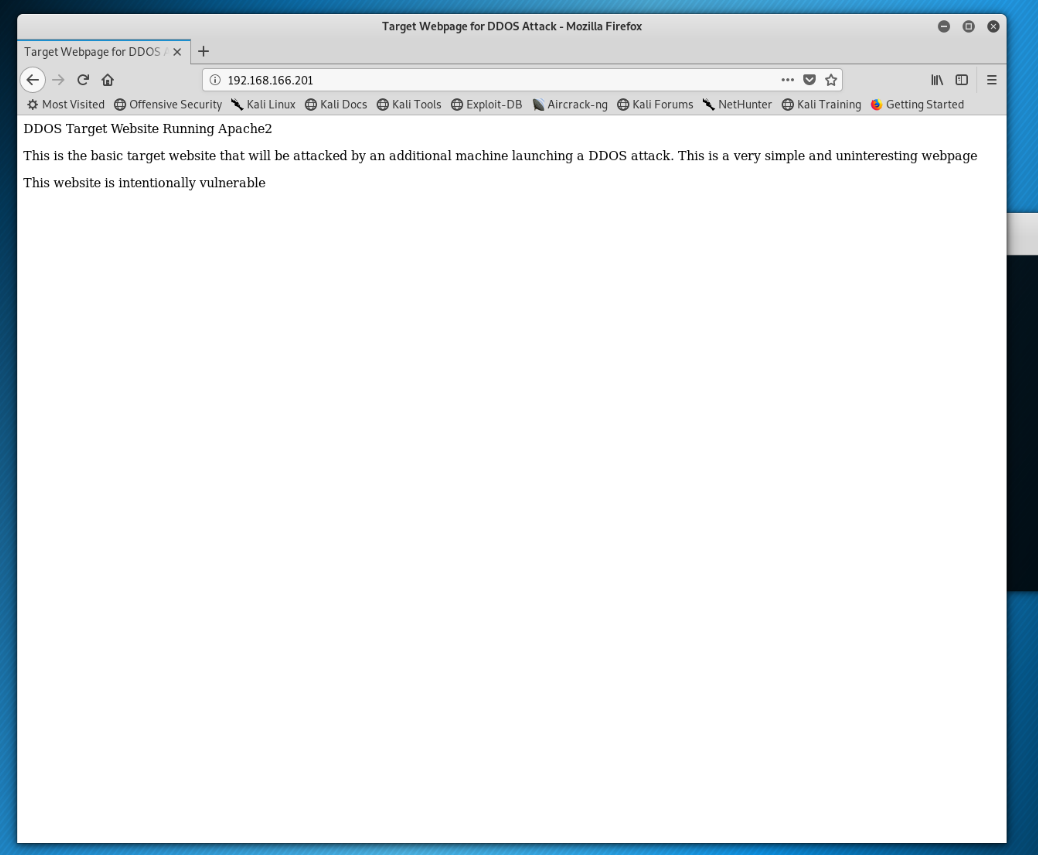 Target Webpage for DDOS Attack - Mozilla Firefox
Target Webpage for DDOS A
192.168.166.201
Most Visited Offensive Security Kali Linux Kali Docs Kali Tools Exploit-DB Aircrack-ng Kali Forums NetHunter Kali Training Getting Started
DDOS Target Website Running Apache2
This is the basic target website that will be attacked by an additional machine launching a DDOS attack. This is a very simple and uninteresting webpage
This website is intentionally vulnerable